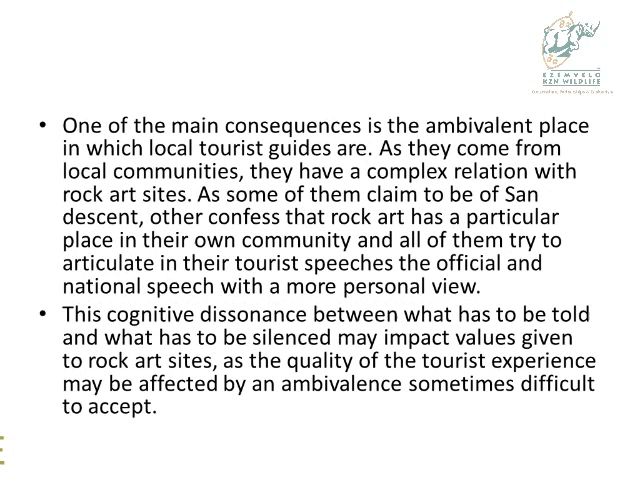 EZEMVELO
KZN WILDLIFE
• One of the main consequences is the ambivalent place
in which local tourist guides are. As they come from
local communities, they have a complex relation with
rock art sites. As some of them claim to be of San
descent, other confess that rock art has a particular
place in their own community and all of them try to
articulate in their tourist speeches the official and
national speech with a more personal view.
• This cognitive dissonance between what has to be told
and what has to be silenced may impact values given
to rock art sites, as the quality of the tourist experience
may be affected by an ambivalence sometimes difficult
to accept.